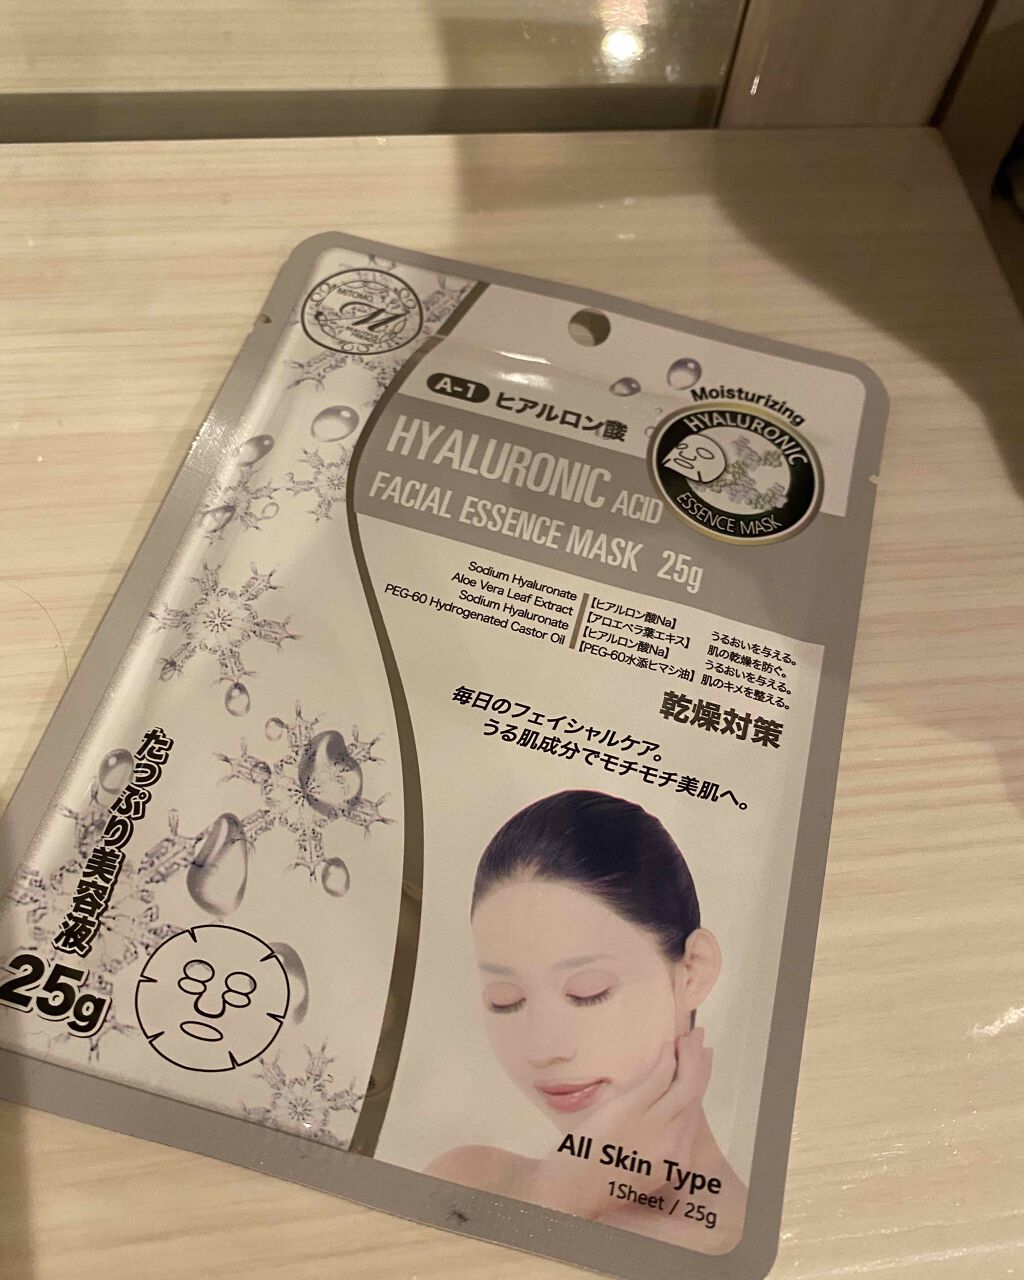 MITOMO
Moisturizing
HYALURONIC
ESSENCE MASK
A-1 ヒアルロン酸
HYALURONIC ACID
FACIAL ESSENCE MASK 25g
Sodium Hyaluronate 【ヒアルロン酸Na】 うるおいを与える。
Aloe Vera Leaf Extract 【アロエベラ葉エキス】 肌の乾燥を防ぐ。
Sodium Hyaluronate 【ヒアルロン酸Na】 うるおいを与える。
PEG-60 Hydrogenated Castor Oil 【PEG-60水添ヒマシ油】 肌のキメを整える。
乾燥対策
毎日のフェイシャルケア。
うる肌成分でモチモチ美肌へ。
たっぷり美容液
25g
All Skin Type
1Sheet / 25g